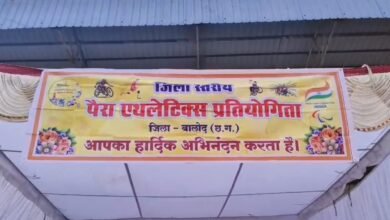 जिला स्तरीय
पैरा एथलेटिक्स प्रतियोगिता
जिला - बालोद (छ.ग.)
आपका हार्दिक अभिनंदन करता है।